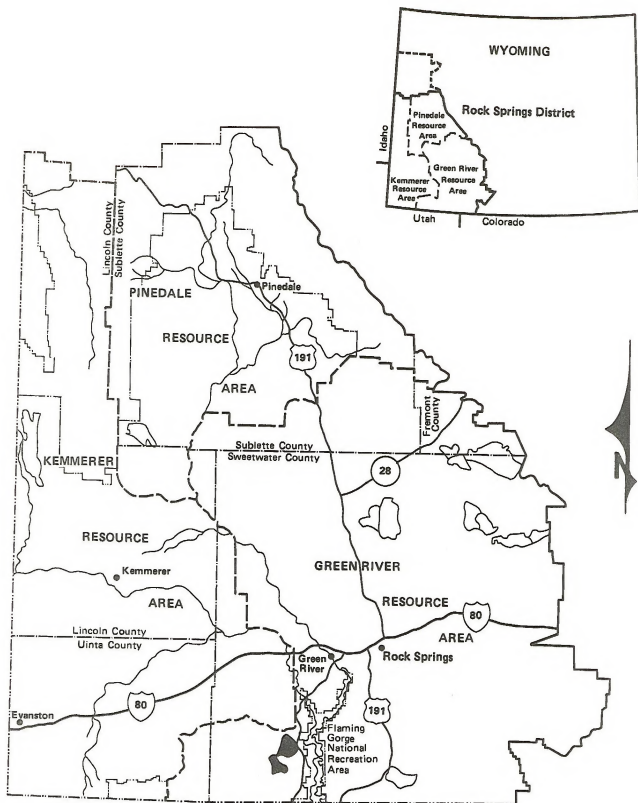 WYOMING
Rock Springs District
Pinedale
Resource
Area
Green River
Resource
Area
Kemmerer
Resource
Area
Idaho
Utah
Colorado
Lincoln County
Sublette County
PINEDALE
Pinedale
RESOURCE
191
AREA
Fremont
County
Sublette County
Sweetwater County
KEMMERER
28
N
RESOURCE
Kemmerer
GREEN RIVER
RESOURCE
AREA
80
AREA
Lincoln County
Uinta County
Green
River
Rock Springs
80
Evanston
191
Flaming
Gorge
National
Recreation
Area